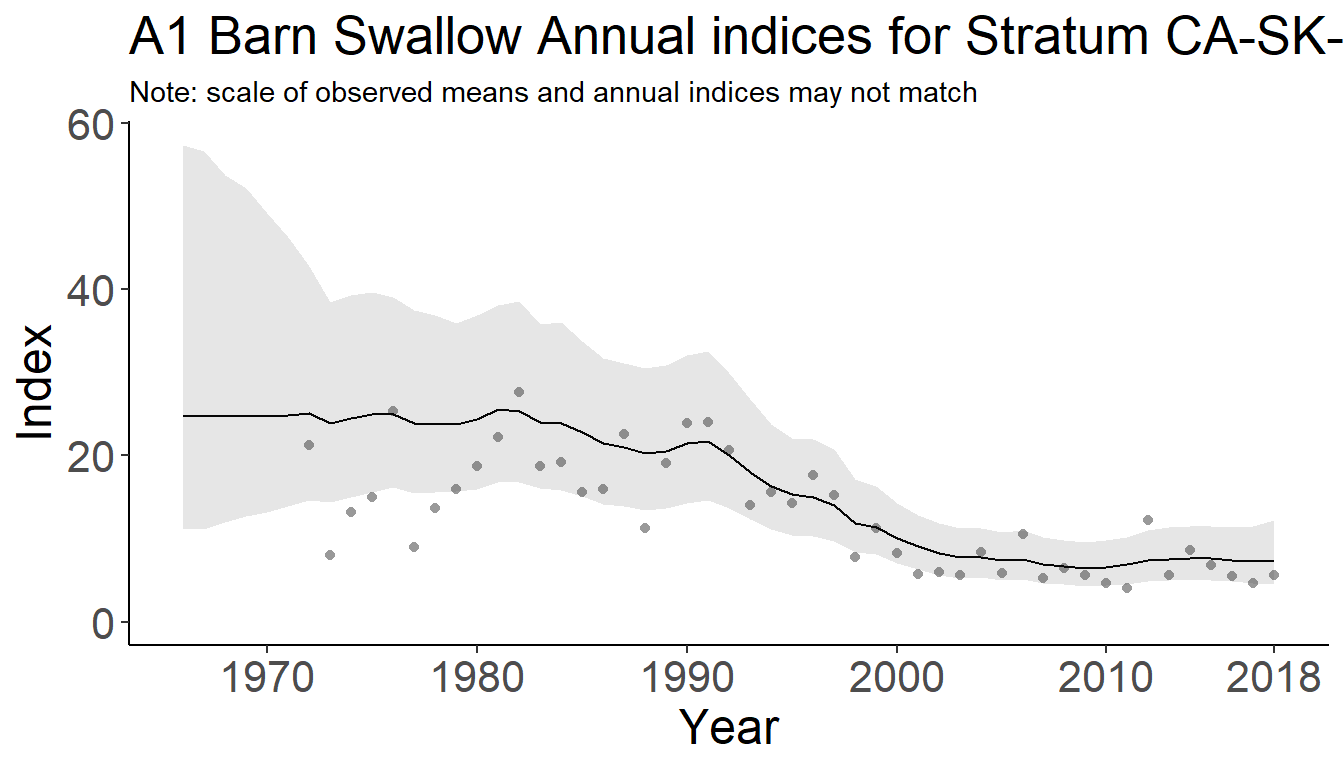 A1 Barn Swallow Annual indices for Stratum CA-SK-
Note: scale of observed means and annual indices may not match
60
40
20
0
Index
1970 1980 1990 2000 2010 2018
Year